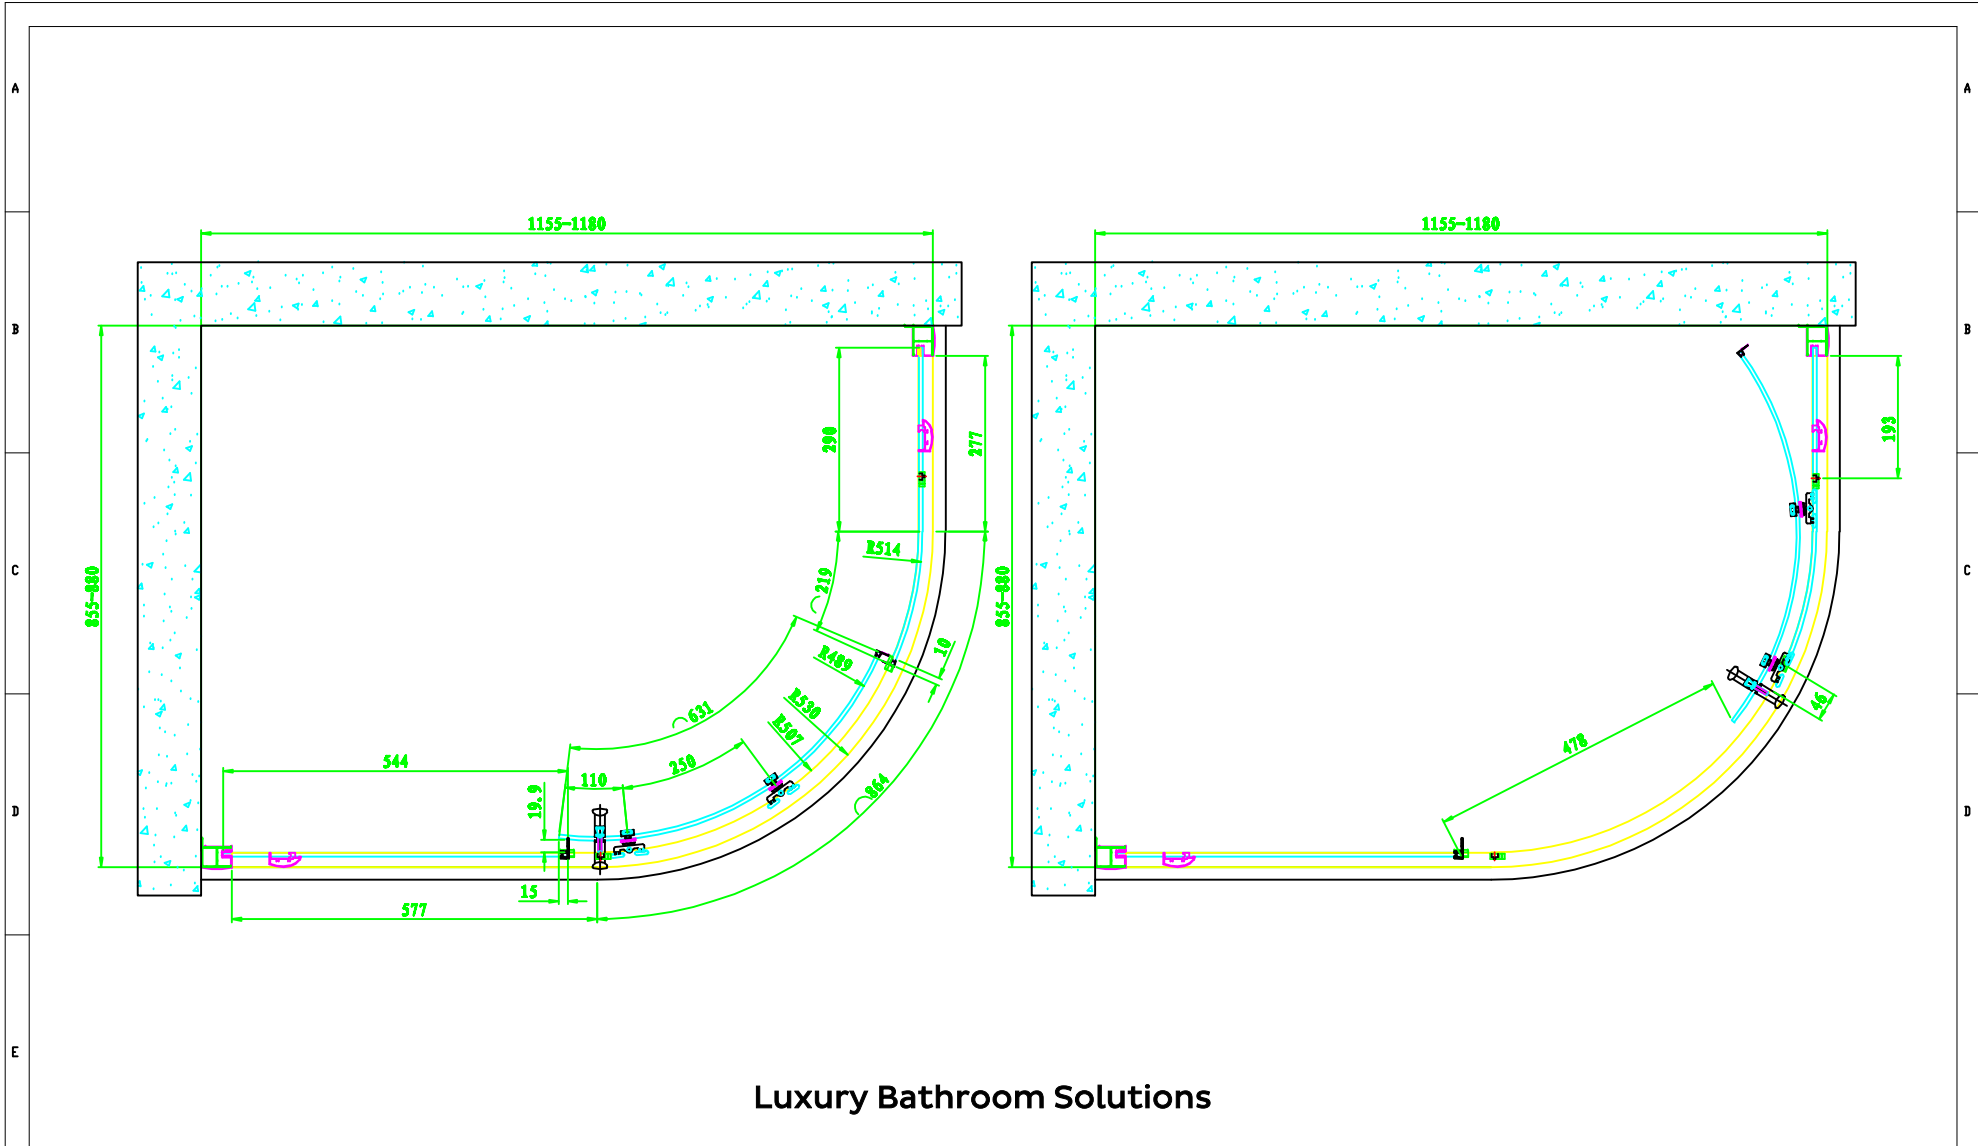 A
A
1155-1180
1155-1180
B
B
290
277
193
R514
855-880
219
855-880
C
C
10
R489
R530
631
R507
46
250
478
544
110
864
19.9
D
D
15
577
E
Luxury Bathroom Solutions